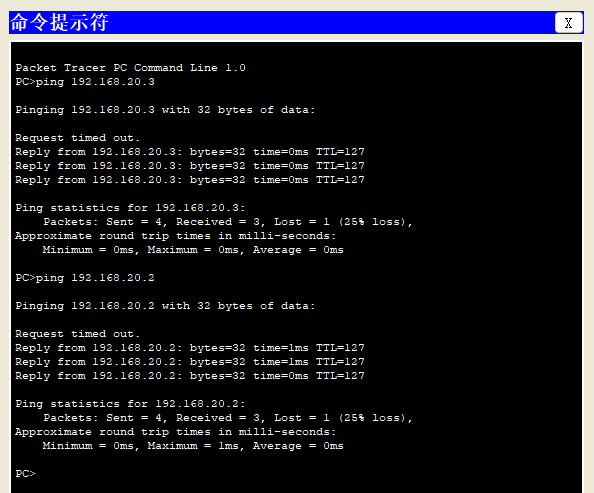 命令提示符
X
Packet Tracer PC Command Line 1.0
PC>ping 192.168.20.3
Pinging 192.168.20.3 with 32 bytes of data:
Request timed out.
Reply from 192.168.20.3: bytes=32 time=0ms TTL=127
Reply from 192.168.20.3: bytes=32 time=0ms TTL=127
Reply from 192.168.20.3: bytes=32 time=0ms TTL=127
Ping statistics for 192.168.20.3:
    Packets: Sent = 4, Received = 3, Lost = 1 (25% loss),
Approximate round trip times in milli-seconds:
    Minimum = 0ms, Maximum = 0ms, Average = 0ms
PC>ping 192.168.20.2
Pinging 192.168.20.2 with 32 bytes of data:
Request timed out.
Reply from 192.168.20.2: bytes=32 time=1ms TTL=127
Reply from 192.168.20.2: bytes=32 time=1ms TTL=127
Reply from 192.168.20.2: bytes=32 time=0ms TTL=127
Ping statistics for 192.168.20.2:
    Packets: Sent = 4, Received = 3, Lost = 1 (25% loss),
Approximate round trip times in milli-seconds:
    Minimum = 0ms, Maximum = 1ms, Average = 0ms
PC>